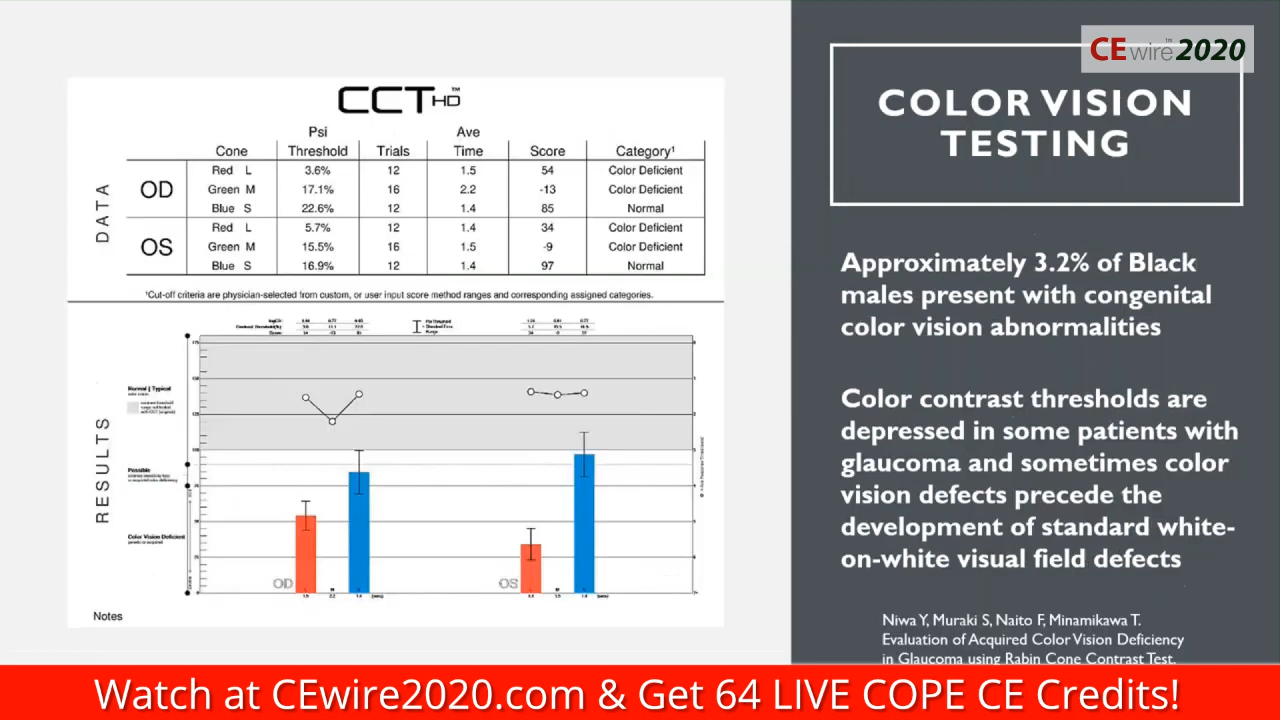 CEwire™2020
COLOR VISION
TESTING
CCT HD™
Psi
Ave
Cone Threshold Trials Time Score Category¹
DATA
OD
Red L 3.6% 12 1.5 54 Color Deficient
Green M 17.1% 16 2.2 -13 Color Deficient
Blue S 22.6% 12 1.4 85 Normal
OS
Red L 5.7% 12 1.4 34 Color Deficient
Green M 15.5% 16 1.5 -9 Color Deficient
Blue S 16.9% 12 1.4 97 Normal
¹Cut-off criteria are physician-selected from custom, or user input score method ranges and corresponding assigned categories.
RESULTS
Normal | Typical
Possible
Color Vision Deficient
OD
OS
Notes
Approximately 3.2% of Black
males present with congenital
color vision abnormalities
Color contrast thresholds are
depressed in some patients with
glaucoma and sometimes color
vision defects precede the
development of standard white-
on-white visual field defects
Niwa Y, Muraki S, Naito F, Minamikawa T.
Evaluation of Acquired Color Vision Deficiency
in Glaucoma using Rabin Cone Contrast Test.
Watch at CEwire2020.com & Get 64 LIVE COPE CE Credits!